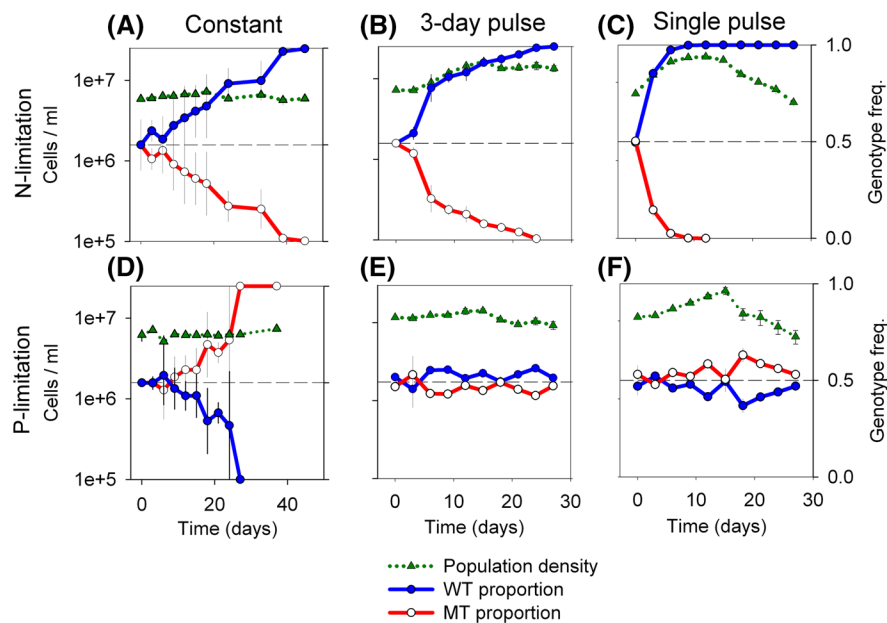 (A) Constant
(B) 3-day pulse
(C) Single pulse
N-limitation
Cells / ml
1e+7
1e+6
1e+5
1.0
0.5
0.0
Genotype freq.
(D)
(E)
(F)
P-limitation
Cells / ml
1e+7
1e+6
1e+5
1.0
0.5
0.0
Genotype freq.
0 20 40
0 10 20 30
0 10 20 30
Time (days)
Time (days)
Time (days)
Population density
WT proportion
MT proportion